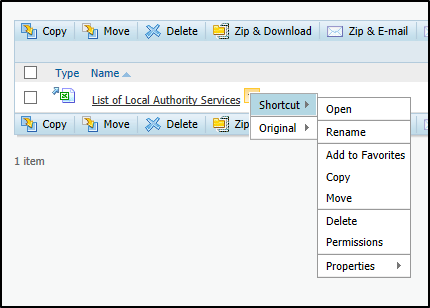 Copy Move Delete Zip & Download Zip & E-mail
Type Name
List of Local Authority Services
Shortcut
Original
Open
Rename
Add to Favorites
Copy
Move
Delete
Permissions
Properties
Copy Move Delete Zip
1 item